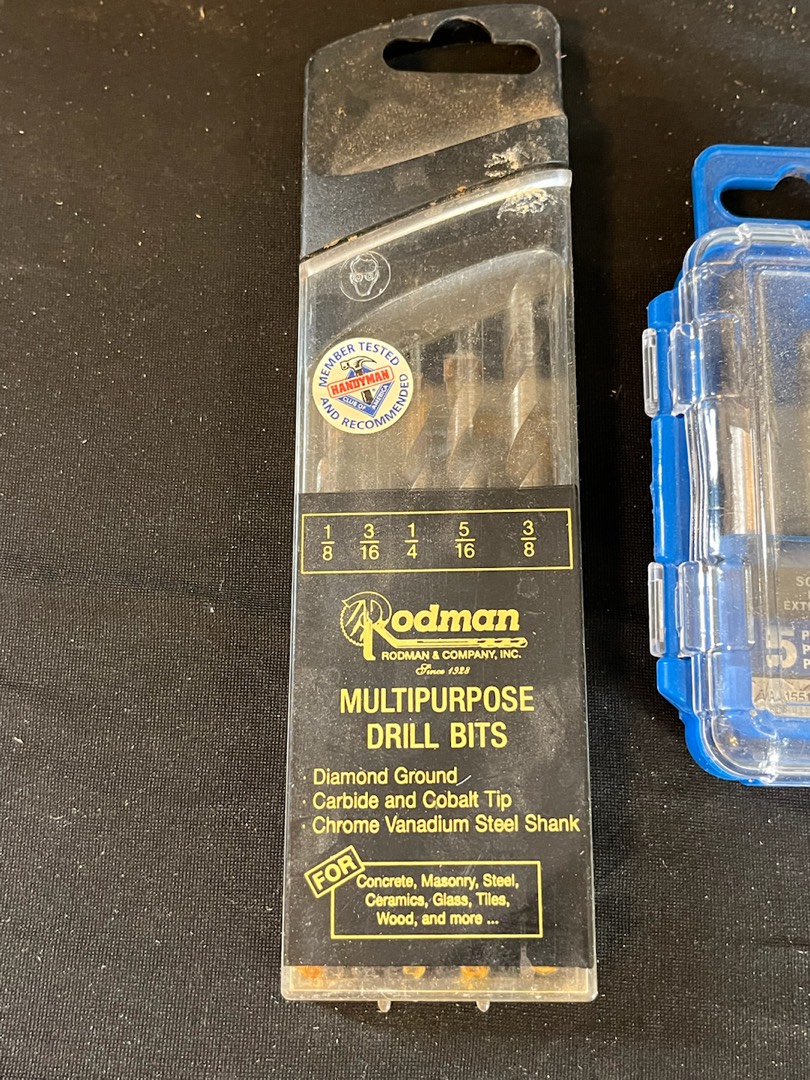 MEMBER TESTED
HANDYMAN
CLUB OF AMERICA
AND RECOMMENDED
1/8 3/16 1/4 5/16 3/8
Rodman
RODMAN & COMPANY, INC.
Since 1928
MULTIPURPOSE
DRILL BITS
· Diamond Ground
· Carbide and Cobalt Tip
· Chrome Vanadium Steel Shank
FOR
Concrete, Masonry, Steel,
Ceramics, Glass, Tiles,
Wood, and more ...
EXT
5